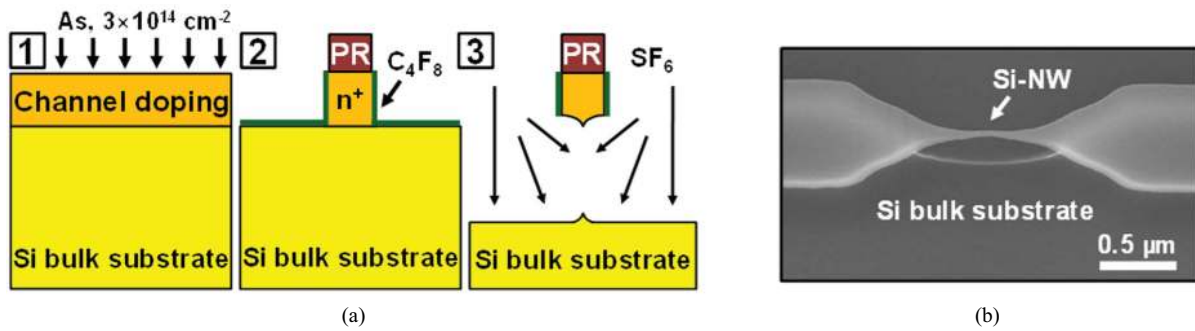 As, 3×10¹⁴ cm⁻²
1
Channel doping
Si bulk substrate
2
PR
C₄F₈
n⁺
Si bulk substrate
3
PR
SF₆
Si bulk substrate
(a)
Si-NW
Si bulk substrate
0.5 µm
(b)